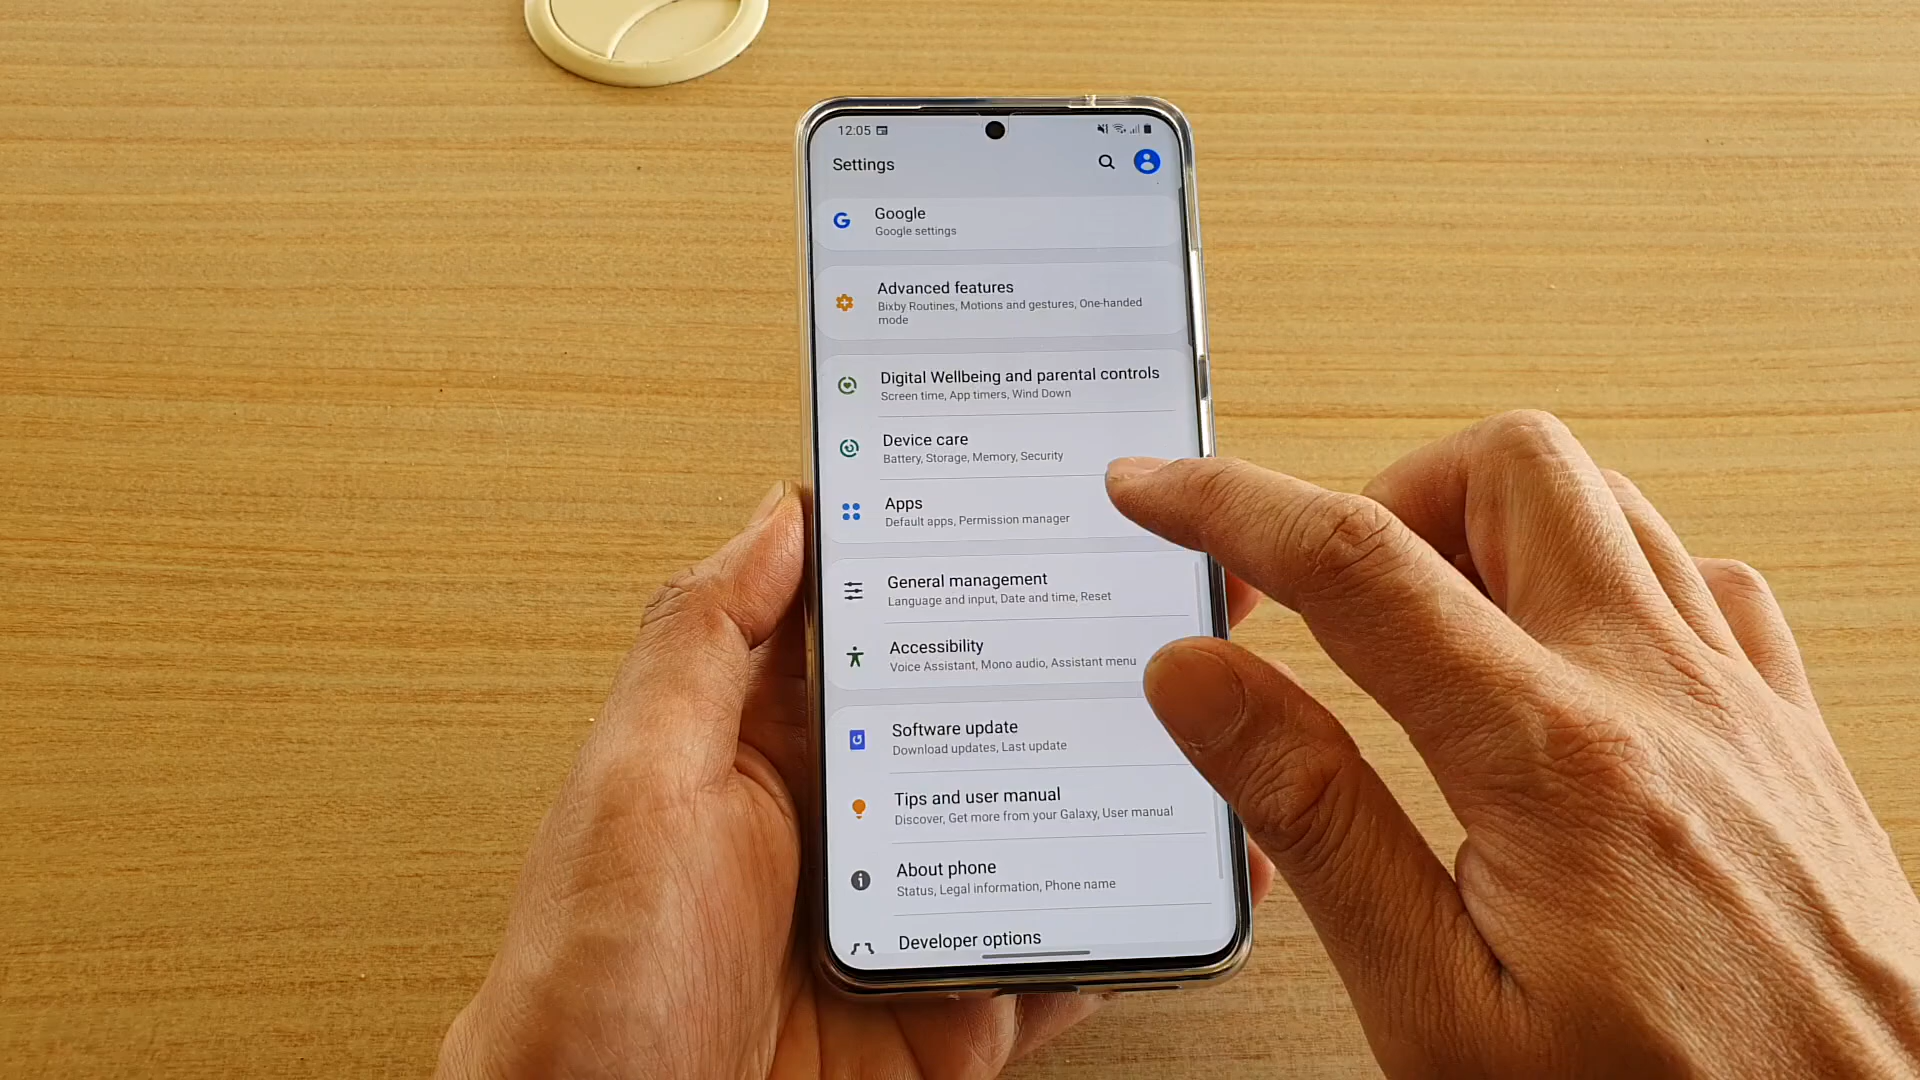 12:05
Settings
Google
Google settings
Advanced features
Bixby Routines, Motions and gestures, One-handed
mode
Digital Wellbeing and parental controls
Screen time, App timers, Wind Down
Device care
Battery, Storage, Memory, Security
Apps
Default apps, Permission manager
General management
Language and input, Date and time, Reset
Accessibility
Voice Assistant, Mono audio, Assistant menu
Software update
Download updates, Last update
Tips and user manual
Discover, Get more from your Galaxy, User manual
About phone
Status, Legal information, Phone name
Developer options